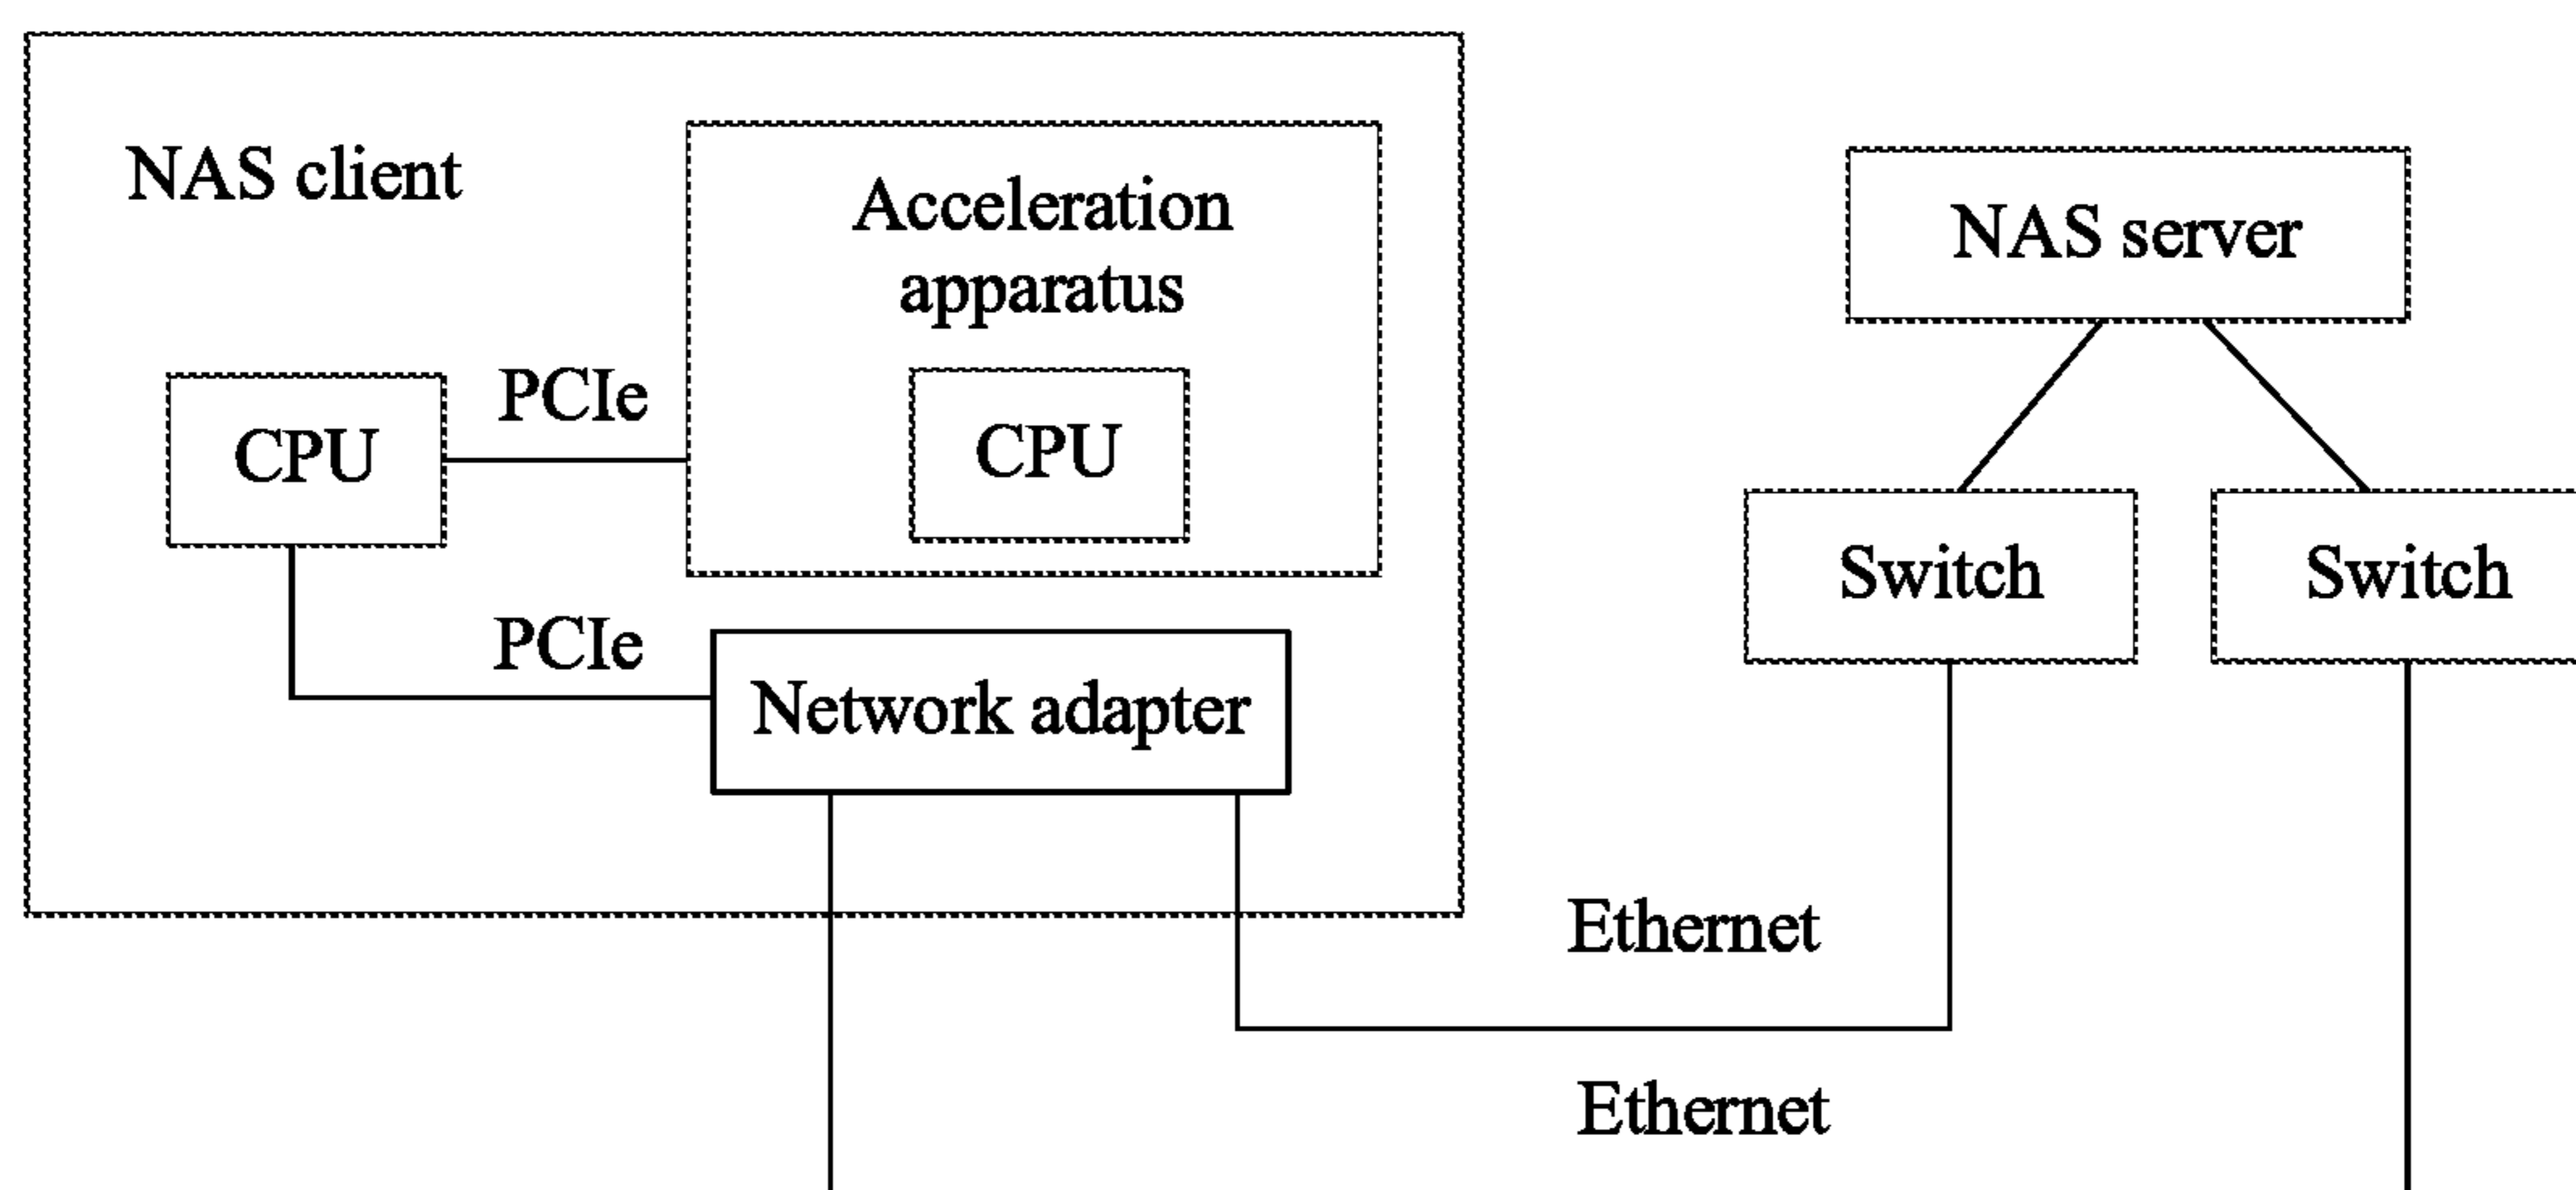 NAS client
Acceleration
apparatus
CPU
PCIe
CPU
PCIe
Network adapter
NAS server
Switch
Switch
Ethernet
Ethernet